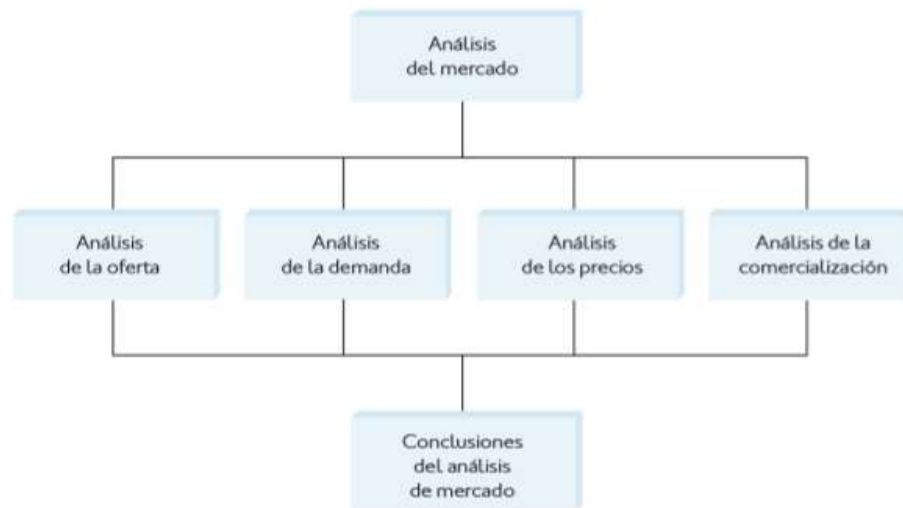 Análisis
del mercado
Análisis
de la oferta
Análisis
de la demanda
Análisis
de los precios
Análisis de la
comercialización
Conclusiones
del análisis
de mercado